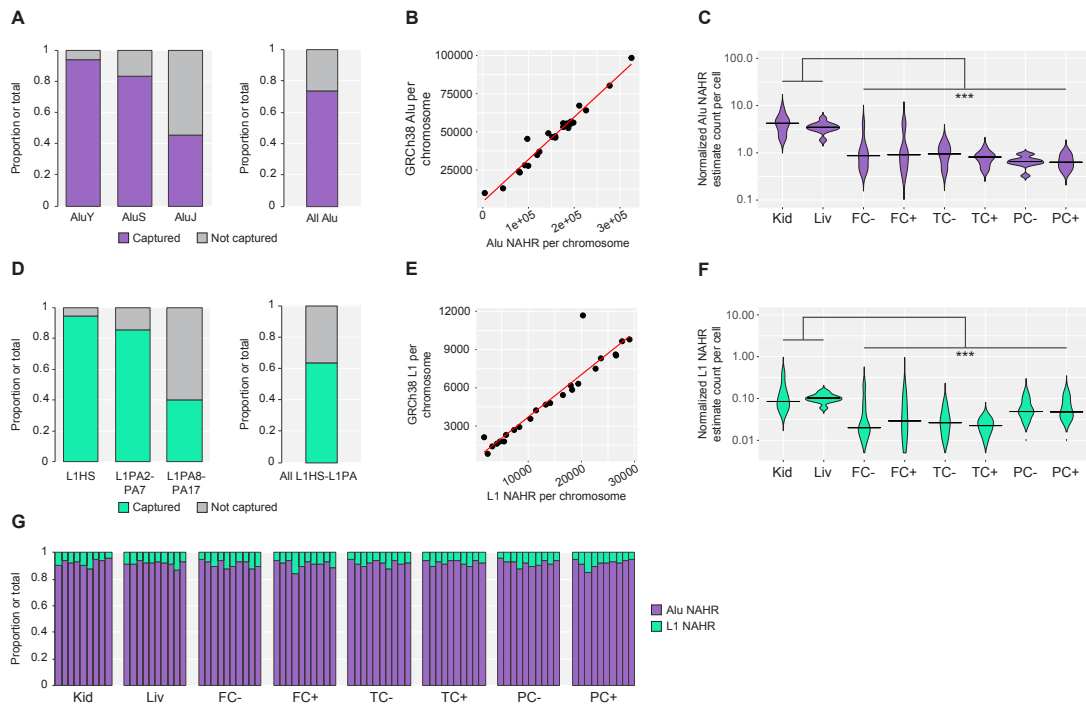 A
Proportion or total
1
0.8
0.6
0.4
0.2
0
AluY AluS AluJ
1
0.8
0.6
0.4
0.2
0
Proportion or total
All Alu
Captured Not captured
B
GRCh38 Alu per chromosome
100000
75000
50000
25000
0 1e+05 2e+05 3e+05
Alu NAHR per chromosome
C
Normalized Alu NAHR estimate count per cell
100.0
10.0
1.0
0.1
***
Kid Liv FC- FC+ TC- TC+ PC- PC+
D
Proportion or total
1
0.8
0.6
0.4
0.2
0
L1HS L1PA2-PA7 L1PA8-PA17
Proportion or total
1
0.8
0.6
0.4
0.2
0
All L1HS-L1PA
Captured Not captured
E
GRCh38 L1 per chromosome
12000
9000
6000
3000
10000 20000 30000
L1 NAHR per chromosome
F
Normalized L1 NAHR estimate count per cell
10.00
1.00
0.10
0.01
***
Kid Liv FC- FC+ TC- TC+ PC- PC+
G
Proportion or total
1
0.8
0.6
0.4
0.2
0
Kid Liv FC- FC+ TC- TC+ PC- PC+
Alu NAHR
L1 NAHR